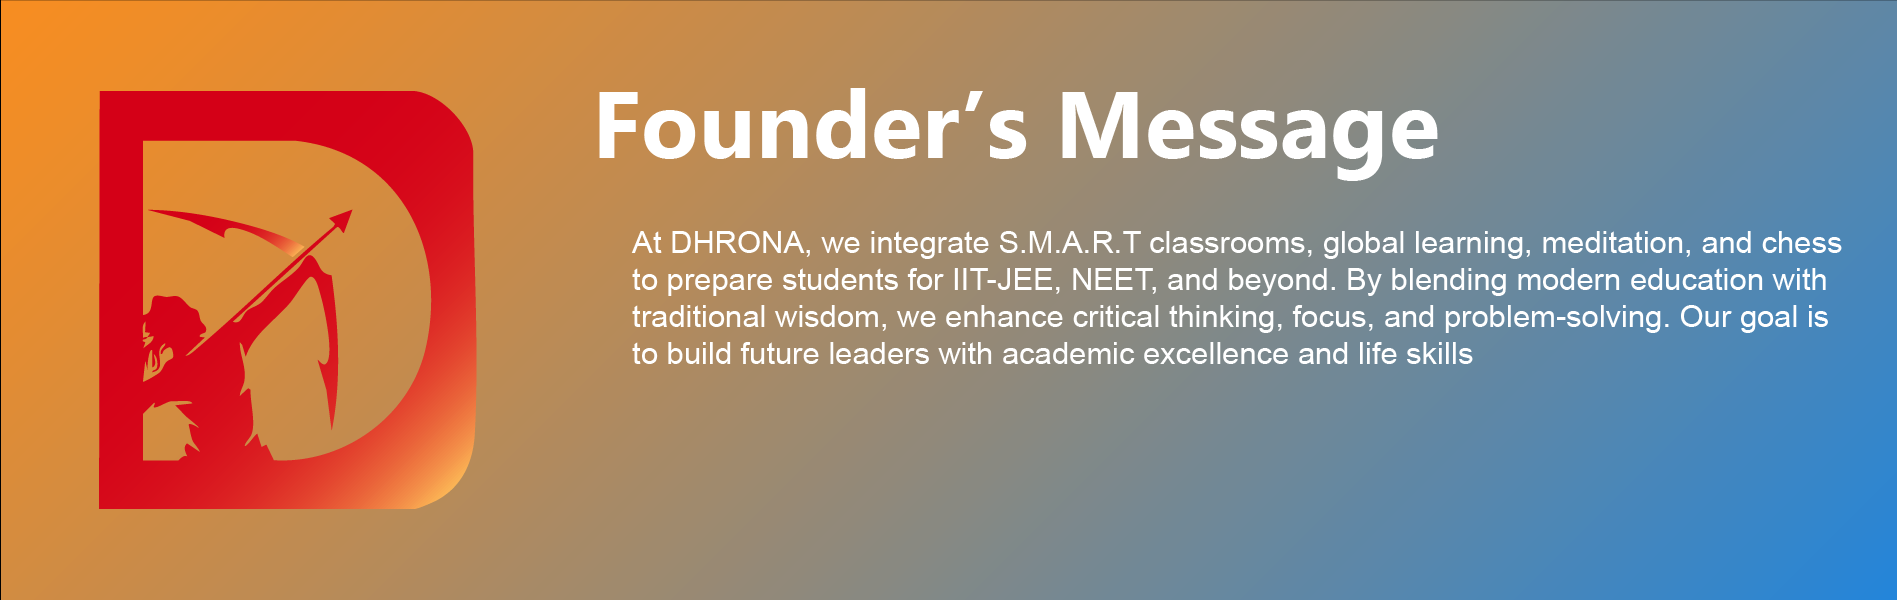 Founder’s Message
At DHRONA, we integrate S.M.A.R.T classrooms, global learning, meditation, and chess
to prepare students for IIT-JEE, NEET, and beyond. By blending modern education with
traditional wisdom, we enhance critical thinking, focus, and problem-solving. Our goal is
to build future leaders with academic excellence and life skills